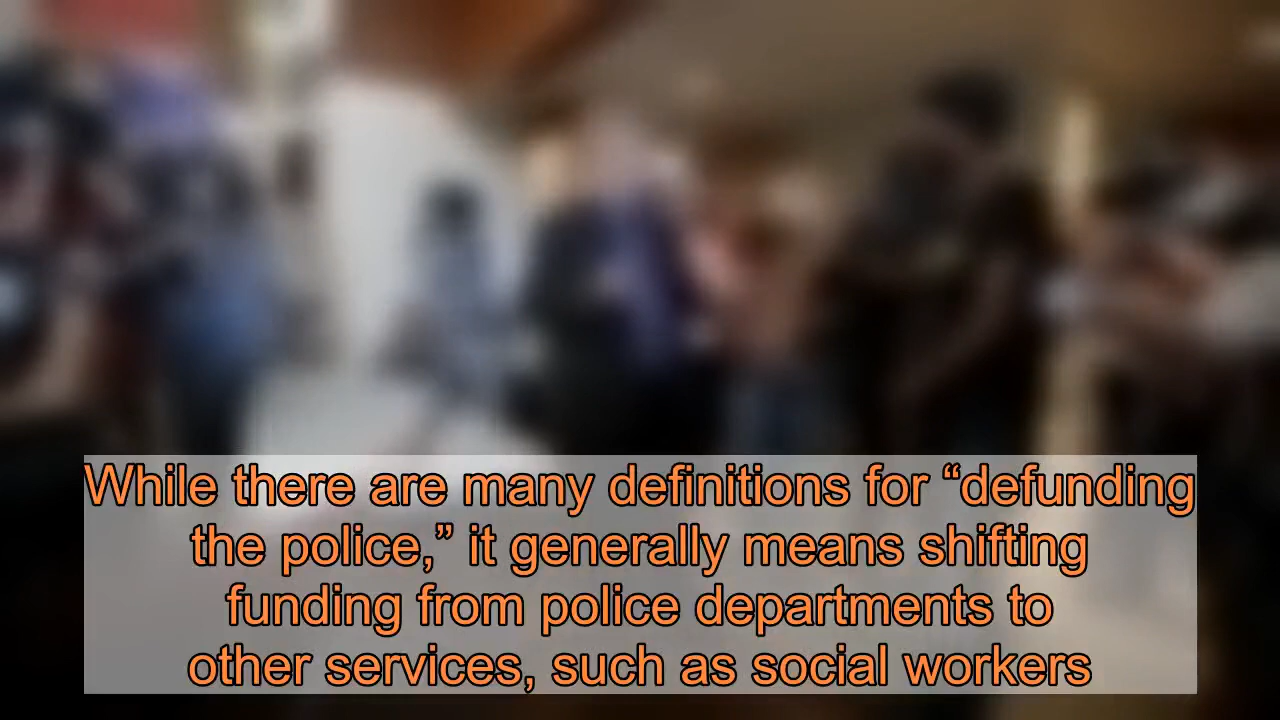 While there are many definitions for “defunding
the police,” it generally means shifting
funding from police departments to
other services, such as social workers